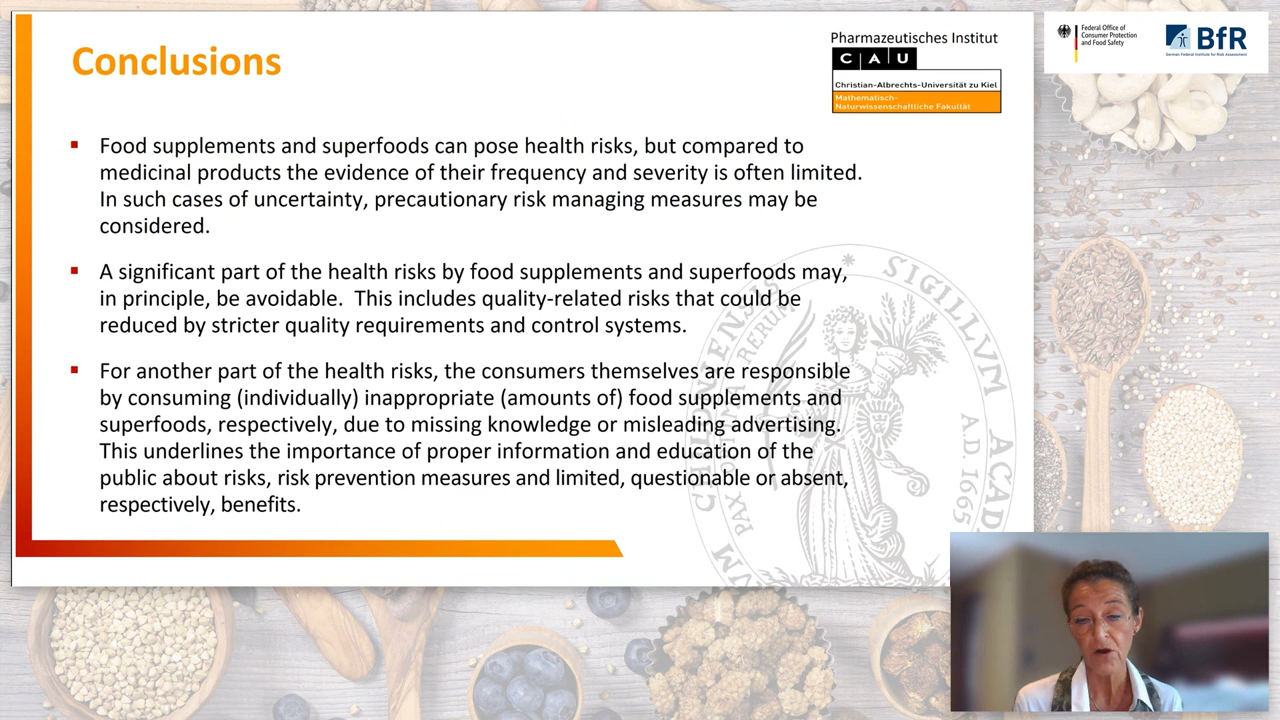 Conclusions
Pharmazeutisches Institut
C A U
Christian-Albrechts-Universität zu Kiel
Mathematisch-
Naturwissenschaftliche Fakultät
Federal Office of
Consumer Protection
and Food Safety
BfR
German Federal Institute for Risk Assessment
Food supplements and superfoods can pose health risks, but compared to
medicinal products the evidence of their frequency and severity is often limited.
In such cases of uncertainty, precautionary risk managing measures may be
considered.
A significant part of the health risks by food supplements and superfoods may,
in principle, be avoidable.  This includes quality-related risks that could be
reduced by stricter quality requirements and control systems.
For another part of the health risks, the consumers themselves are responsible
by consuming (individually) inappropriate (amounts of) food supplements and
superfoods, respectively, due to missing knowledge or misleading advertising.
This underlines the importance of proper information and education of the
public about risks, risk prevention measures and limited, questionable or absent,
respectively, benefits.
SIGILLVM ACAD
A.D. 1665